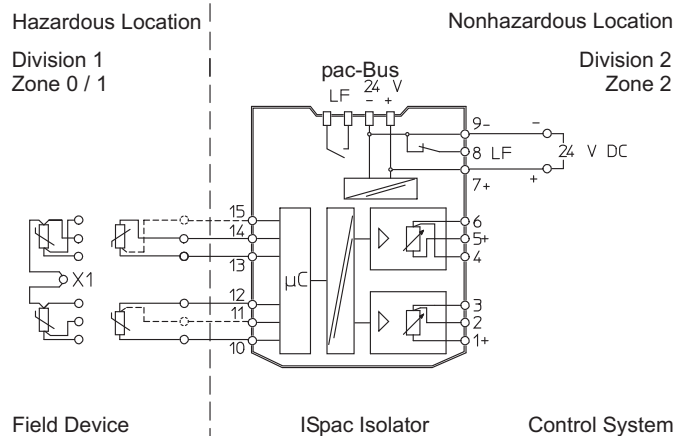 Hazardous Location
Nonhazardous Location
Division 1
Zone 0 / 1
Division 2
Zone 2
pac-Bus
LF
24 V
- +
9-
-
8 LF
24 V DC
7+
+
15
14
13
6
5+
4
X1
µC
12
11
10
3
2
1+
Field Device
ISpac Isolator
Control System